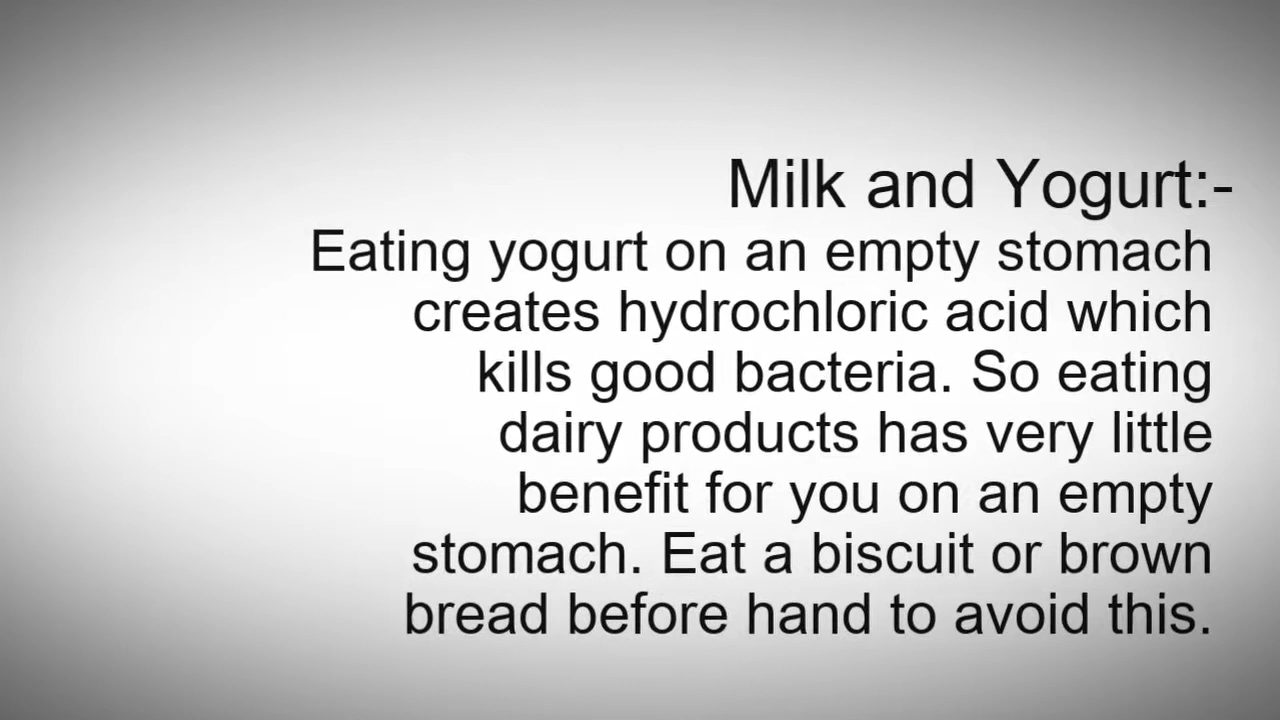 Milk and Yogurt:-
Eating yogurt on an empty stomach
creates hydrochloric acid which
kills good bacteria. So eating
dairy products has very little
benefit for you on an empty
stomach. Eat a biscuit or brown
bread before hand to avoid this.